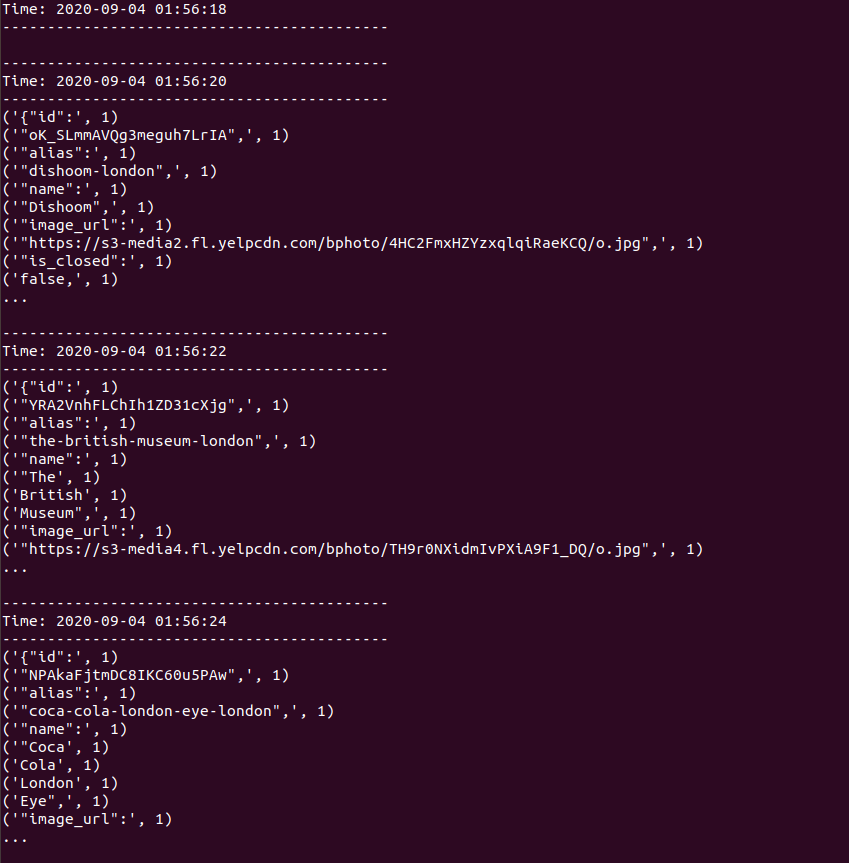 Time: 2020-09-04 01:56:18
-------------------------------------------

-------------------------------------------
Time: 2020-09-04 01:56:20
-------------------------------------------
('{"id":', 1)
('"oK_SLmmAVQg3meguh7LrIA",', 1)
('"alias":', 1)
('"dishoom-london",', 1)
('"name":', 1)
('"Dishoom",', 1)
('"image_url":', 1)
('"https://s3-media2.fl.yelpcdn.com/bphoto/4HC2FmxHZYzxqlqiRaeKCQ/o.jpg",', 1)
('"is_closed":', 1)
('false,', 1)
...

-------------------------------------------
Time: 2020-09-04 01:56:22
-------------------------------------------
('{"id":', 1)
('"YRA2VnhFLChIh1ZD31cXjg",', 1)
('"alias":', 1)
('"the-british-museum-london",', 1)
('"name":', 1)
('"The', 1)
('British', 1)
('Museum",', 1)
('"image_url":', 1)
('"https://s3-media4.fl.yelpcdn.com/bphoto/TH9r0NXidmIvPXiA9F1_DQ/o.jpg",', 1)
...

-------------------------------------------
Time: 2020-09-04 01:56:24
-------------------------------------------
('{"id":', 1)
('"NPAkaFjtmDC8IKC60u5PAw",', 1)
('"alias":', 1)
('"coca-cola-london-eye-london",', 1)
('"name":', 1)
('"Coca', 1)
('Cola', 1)
('London', 1)
('Eye",', 1)
('"image_url":', 1)
...